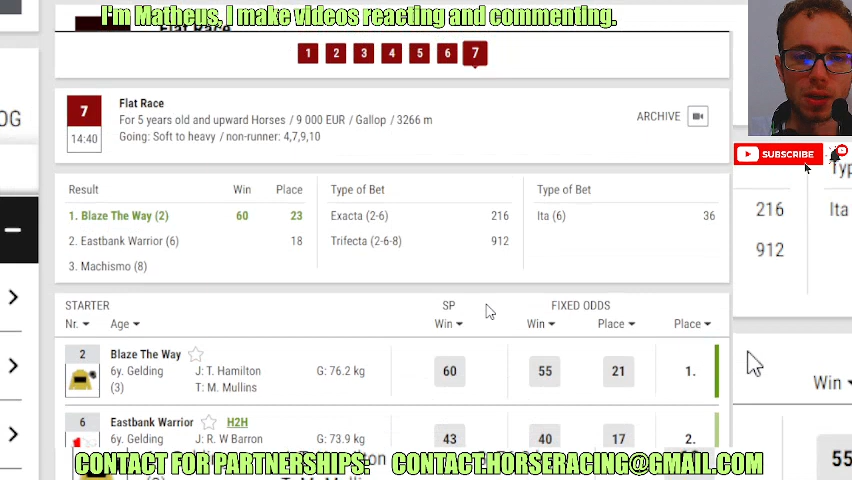 I'm Matheus, I make videos reacting and commenting.
Flat Race
1 2 3 4 5 6 7
OG
7
14:40
Flat Race
For 5 years old and upward Horses / 9 000 EUR / Gallop / 3266 m
Going: Soft to heavy / non-runner: 4,7,9,10
ARCHIVE
SUBSCRIBE
Result Win Place Type of Bet Type of Bet
1. Blaze The Way (2) 60 23 Exacta (2-6) 216 Ita (6) 36
2. Eastbank Warrior (6) 18 Trifecta (2-6-8) 912
3. Machismo (8)
216 Ita
912
STARTER SP FIXED ODDS
Nr. Age Win Win Place Place
2 Blaze The Way
6y. Gelding J: T. Hamilton G: 76.2 kg 60 55 21 1.
(3) T: M. Mullins
Win
6 Eastbank Warrior H2H
6y. Gelding J: R. W Barron G: 73.9 kg 43 40 17 2.
55
CONTACT FOR PARTNERSHIPS: CONTACT.HORSERACING@GMAIL.COM